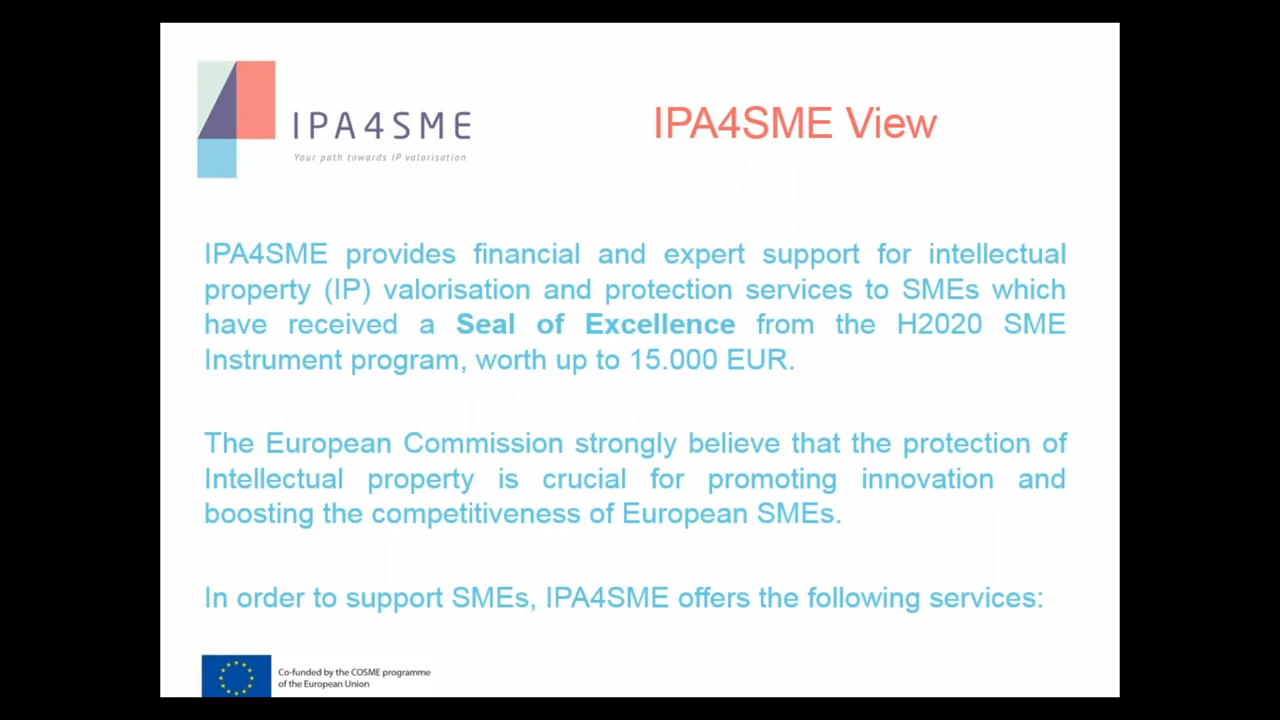 IPA4SME
Your path towards IP valorisation
IPA4SME View
IPA4SME provides financial and expert support for intellectual
property (IP) valorisation and protection services to SMEs which
have received a Seal of Excellence from the H2020 SME
Instrument program, worth up to 15.000 EUR.
The European Commission strongly believe that the protection of
Intellectual property is crucial for promoting innovation and
boosting the competitiveness of European SMEs.
In order to support SMEs, IPA4SME offers the following services:
Co-funded by the COSME programme
of the European Union